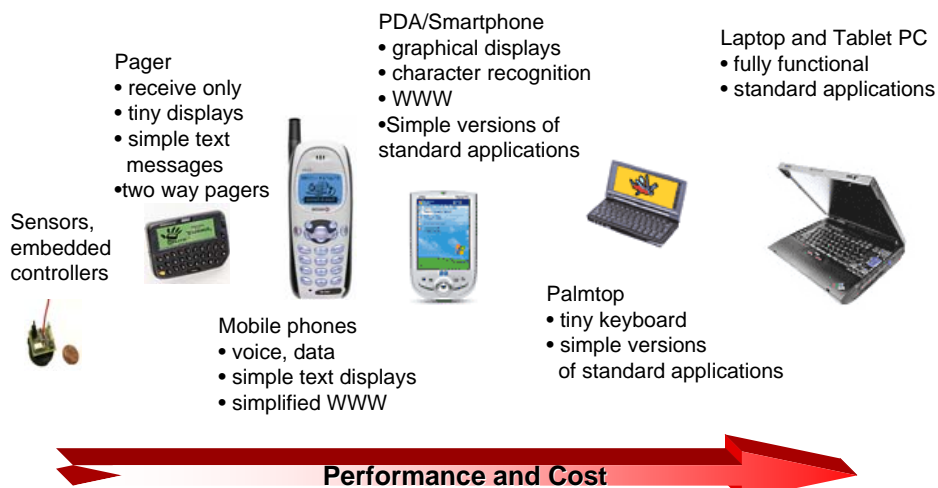 Sensors,
embedded
controllers
Pager
• receive only
• tiny displays
• simple text
messages
•two way pagers
Mobile phones
• voice, data
• simple text displays
• simplified WWW
PDA/Smartphone
• graphical displays
• character recognition
• WWW
•Simple versions of
standard applications
Palmtop
• tiny keyboard
• simple versions
of standard applications
Laptop and Tablet PC
• fully functional
• standard applications
Performance and Cost